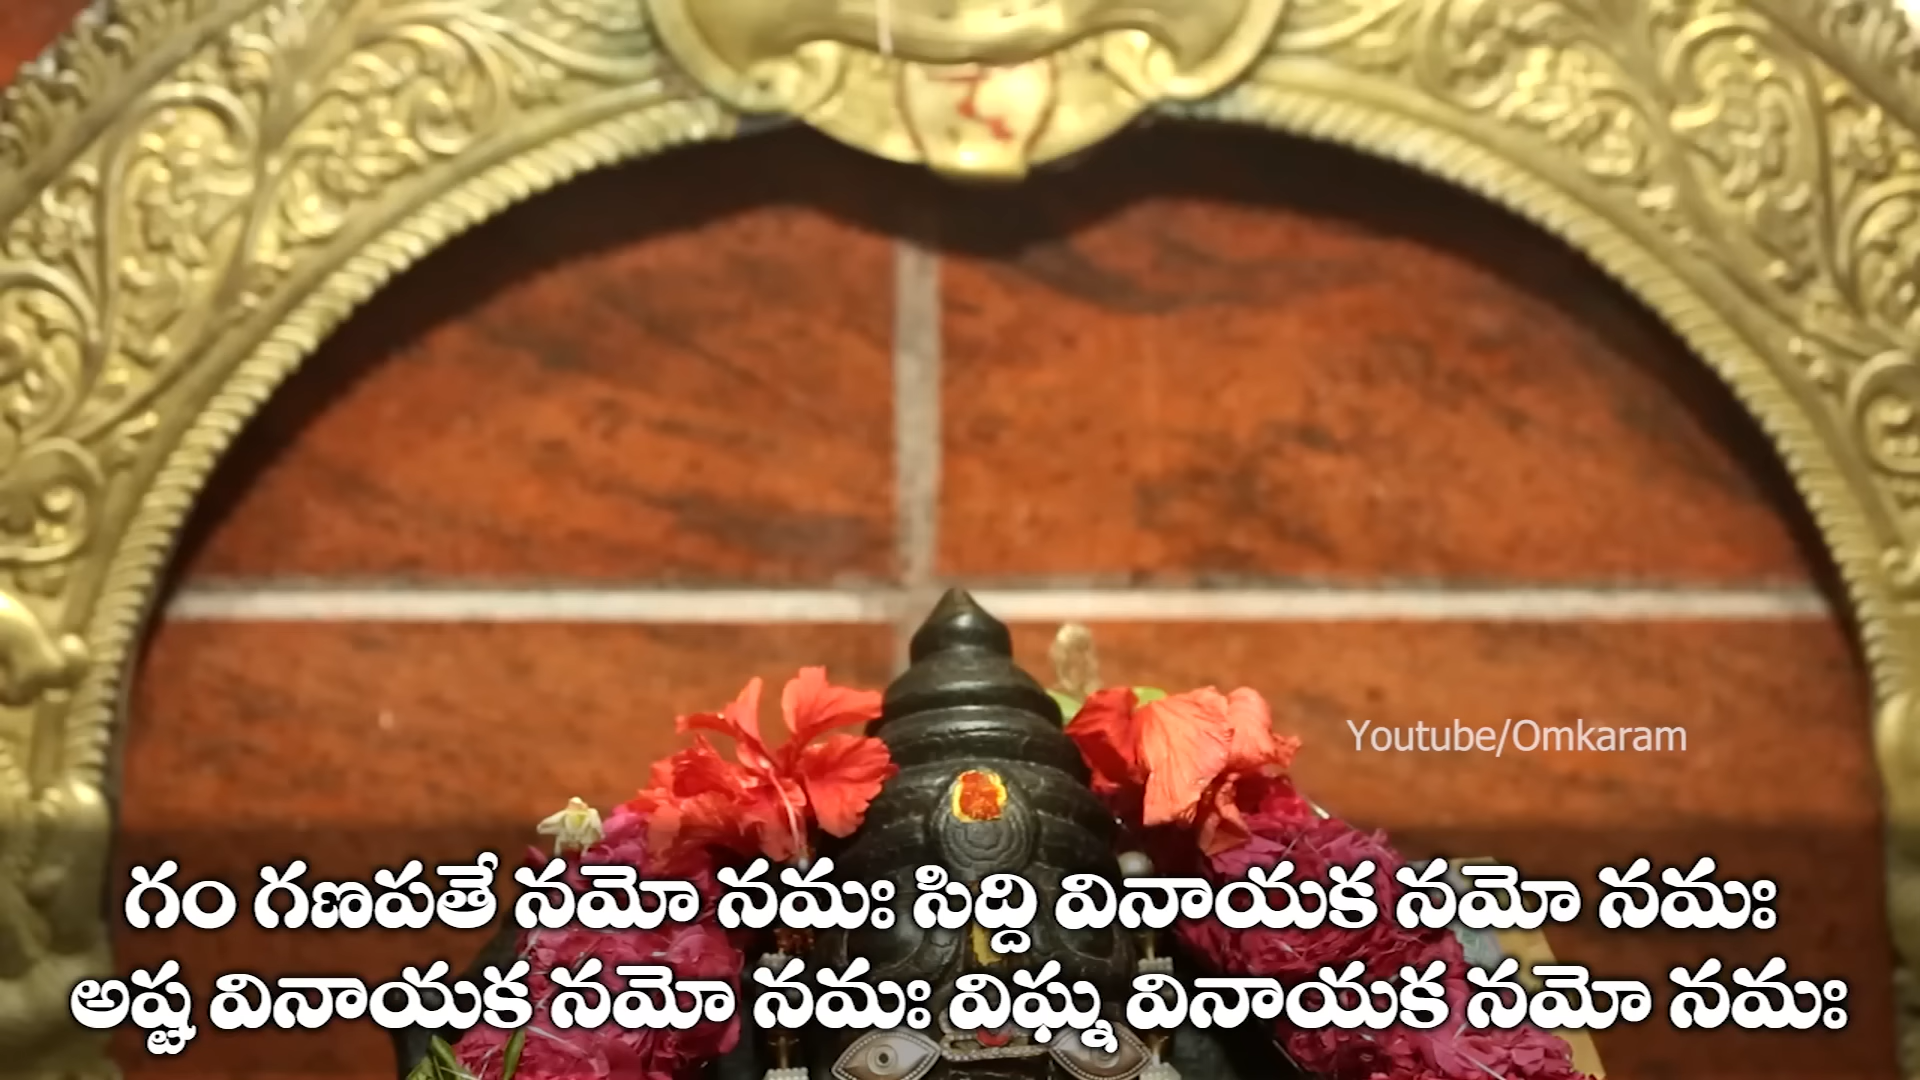 Youtube/Omkaram
గం గణపతే నమో నమః సిద్ది వినాయక నమో నమః
అష్ట వినాయక నమో నమః విఘ్న వినాయక నమో నమః